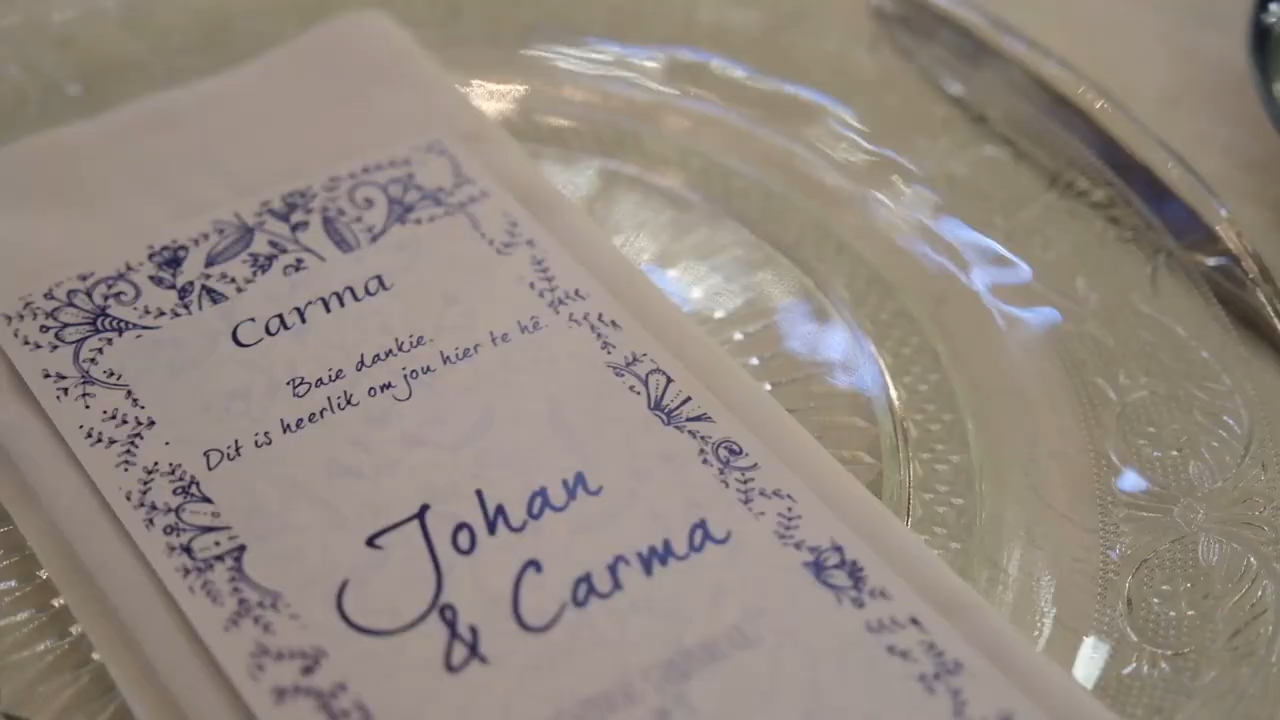 Carma
Baie dankie.
Dit is heerlik om jou hier te hê.
Johan
& Carma